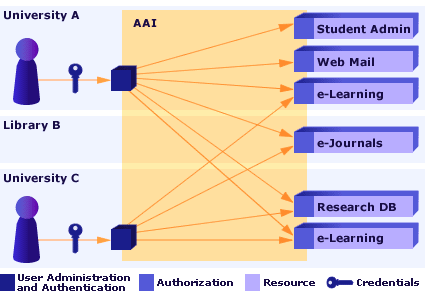 University A
AAI
Student Admin
Web Mail
e-Learning
Library B
e-Journals
University C
Research DB
e-Learning
User Administration
and Authentication
Authorization
Resource
Credentials